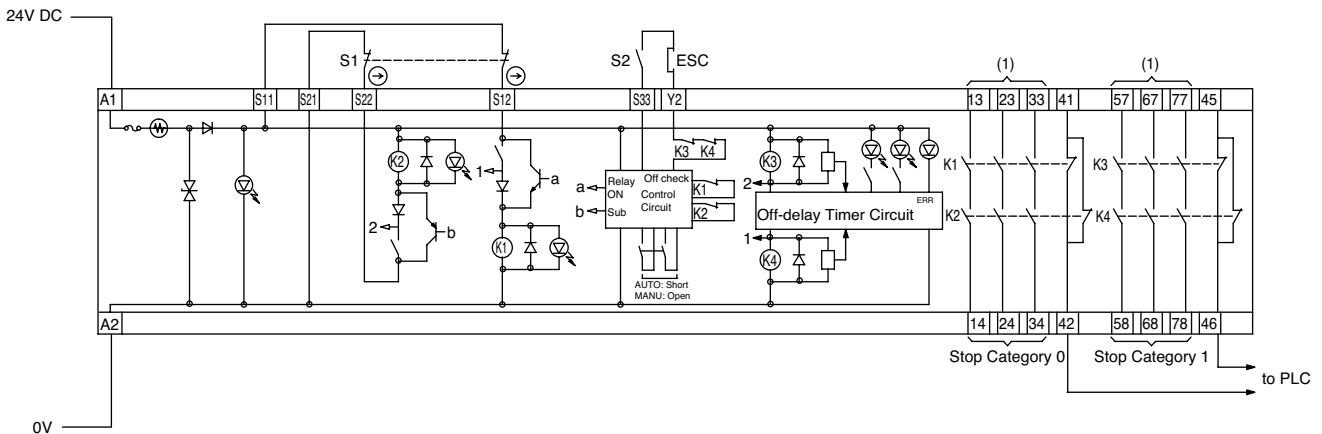 24V DC
S1
S2
ESC
(1)
(1)
A1
S11
S21
S22
S12
S33
Y2
13
23
33
41
57
67
77
45
K2
1
a
K3
K4
K3
K1
K3
2
a
Relay
ON
Off check
Control
Circuit
K1
b
Sub
K2
2
b
ERR
Off-delay Timer Circuit
K2
K4
1
K1
K4
AUTO: Short
MANU: Open
A2
14
24
34
42
58
68
78
46
Stop Category 0
Stop Category 1
to PLC
0V